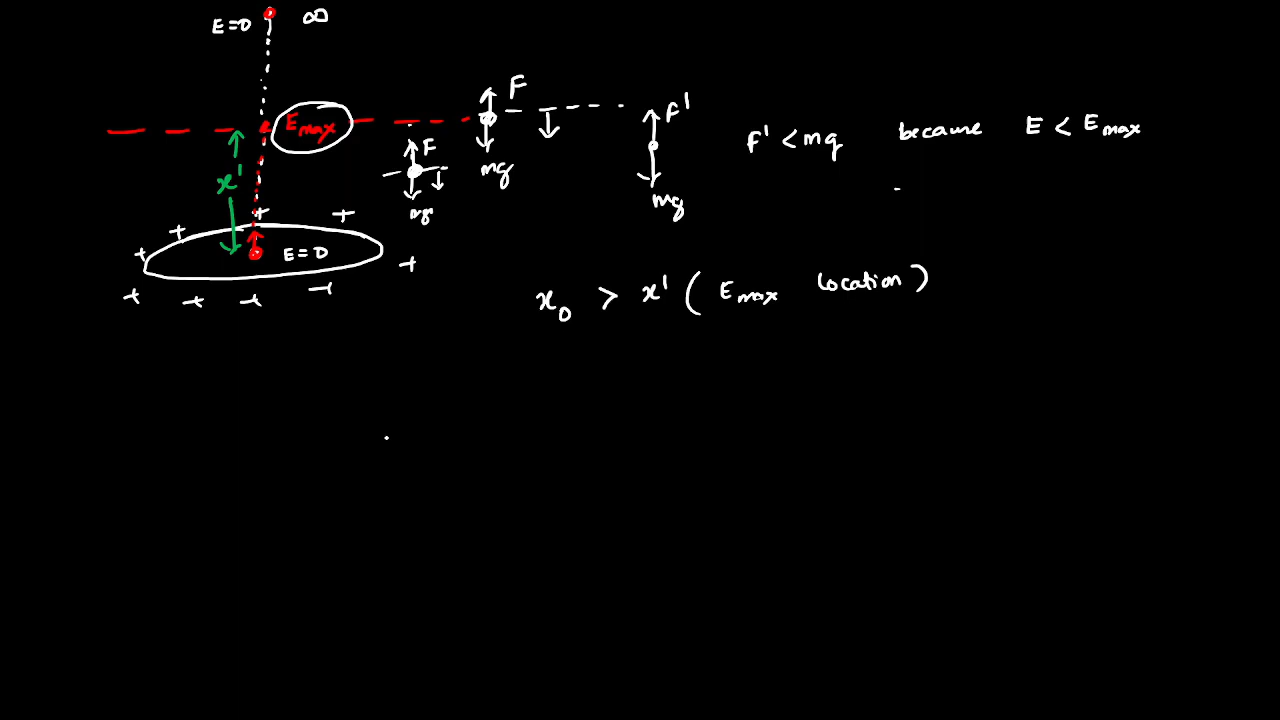 E=0 ∞
Emax
F
F'
F' < mg because E < Emax
F
mg
mg
mg
x'
E=0
+ + + + + + + + + +
x₀ > x' ( Emax location )